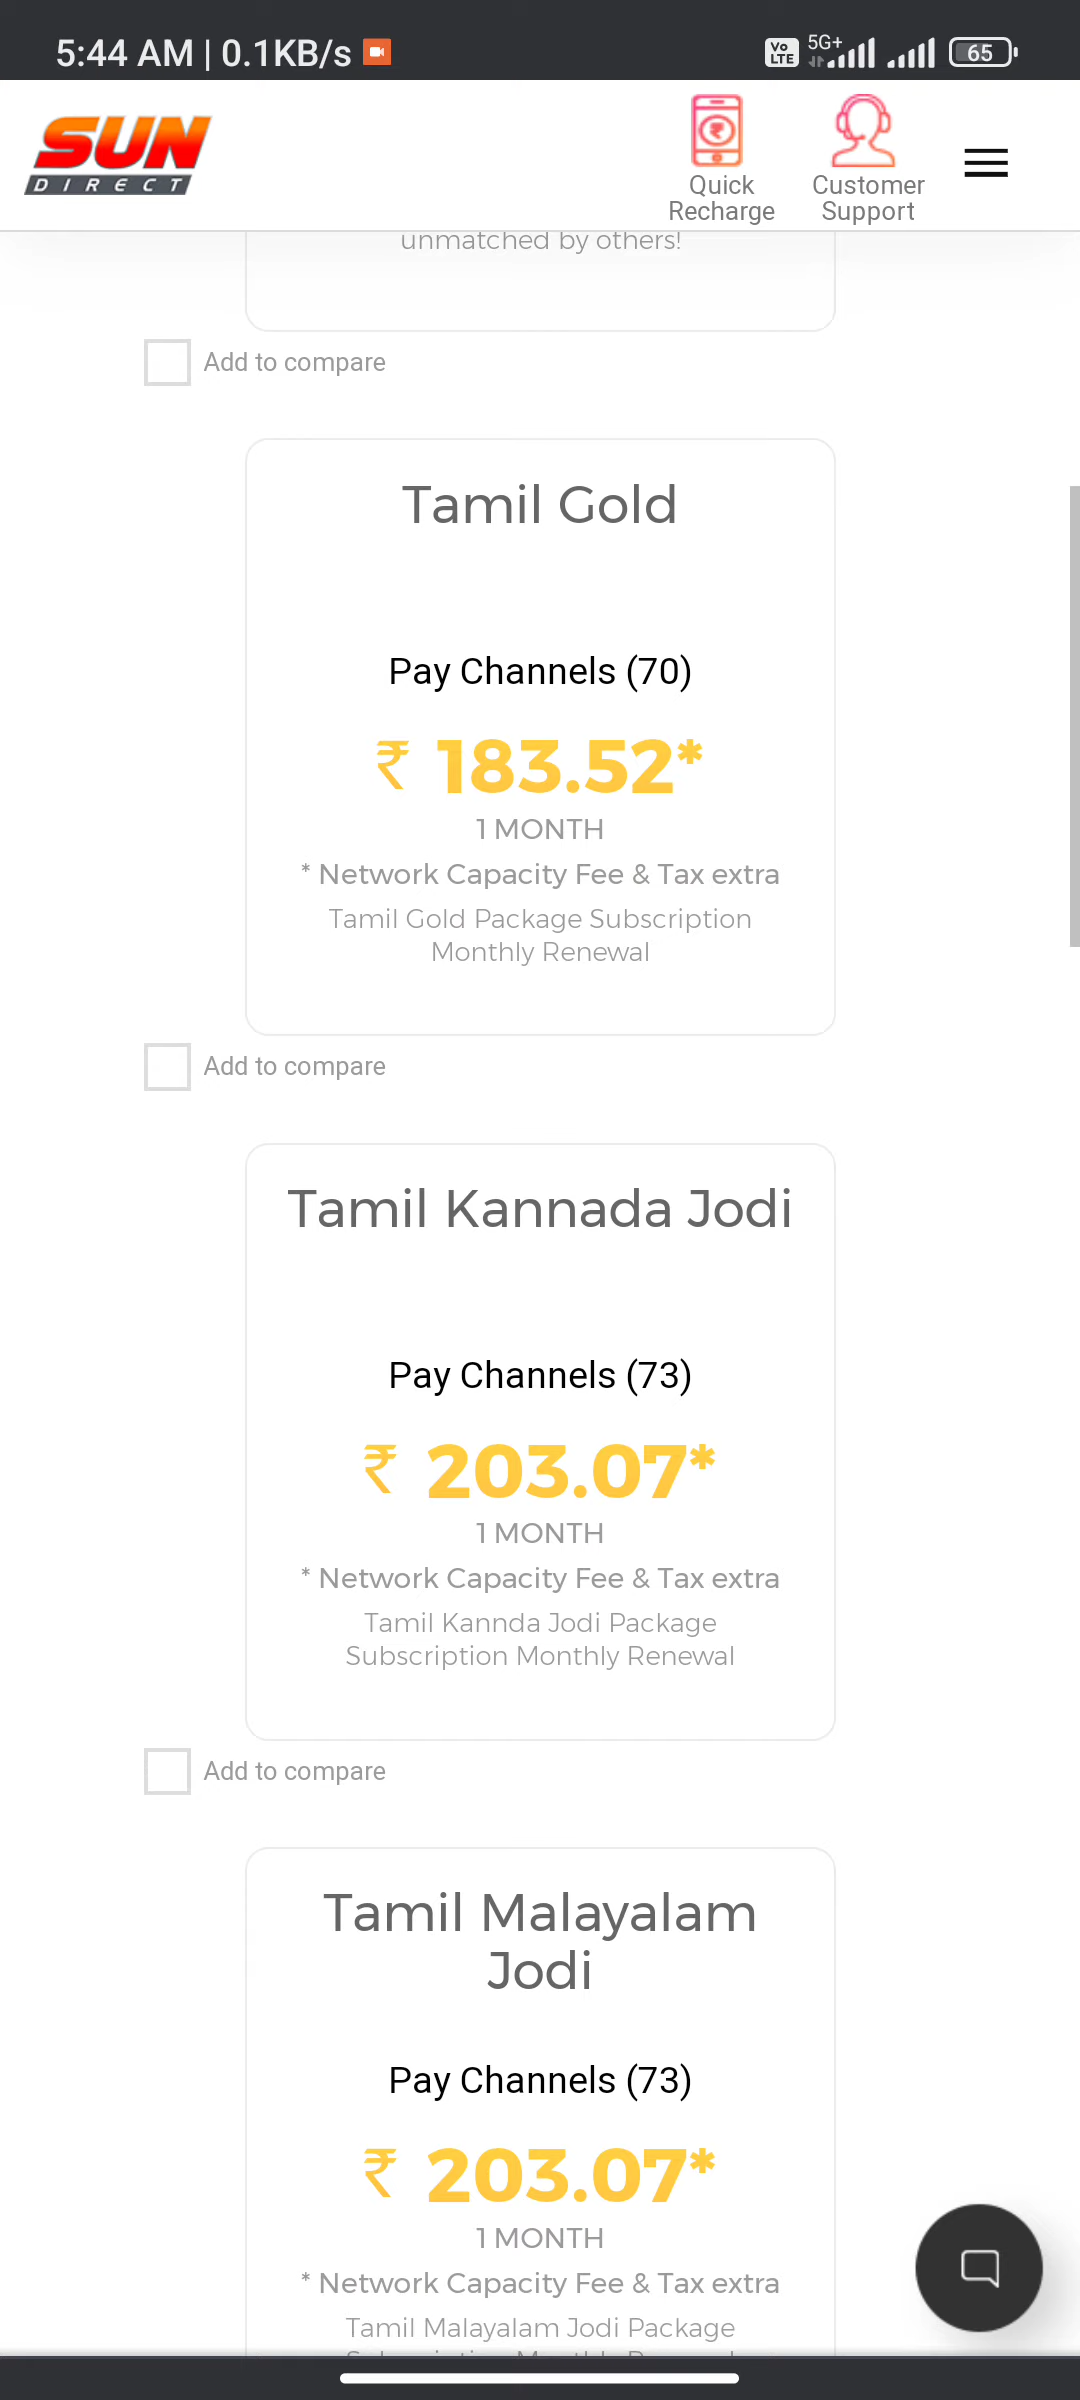 5:44 AM | 0.1KB/s
Vo LTE 5G+ 65
SUN
DIRECT
Quick
Recharge
Customer
Support
unmatched by others!
Add to compare
Tamil Gold
Pay Channels (70)
₹ 183.52*
1 MONTH
* Network Capacity Fee & Tax extra
Tamil Gold Package Subscription
Monthly Renewal
Add to compare
Tamil Kannada Jodi
Pay Channels (73)
₹ 203.07*
1 MONTH
* Network Capacity Fee & Tax extra
Tamil Kannda Jodi Package
Subscription Monthly Renewal
Add to compare
Tamil Malayalam
Jodi
Pay Channels (73)
₹ 203.07*
1 MONTH
* Network Capacity Fee & Tax extra
Tamil Malayalam Jodi Package